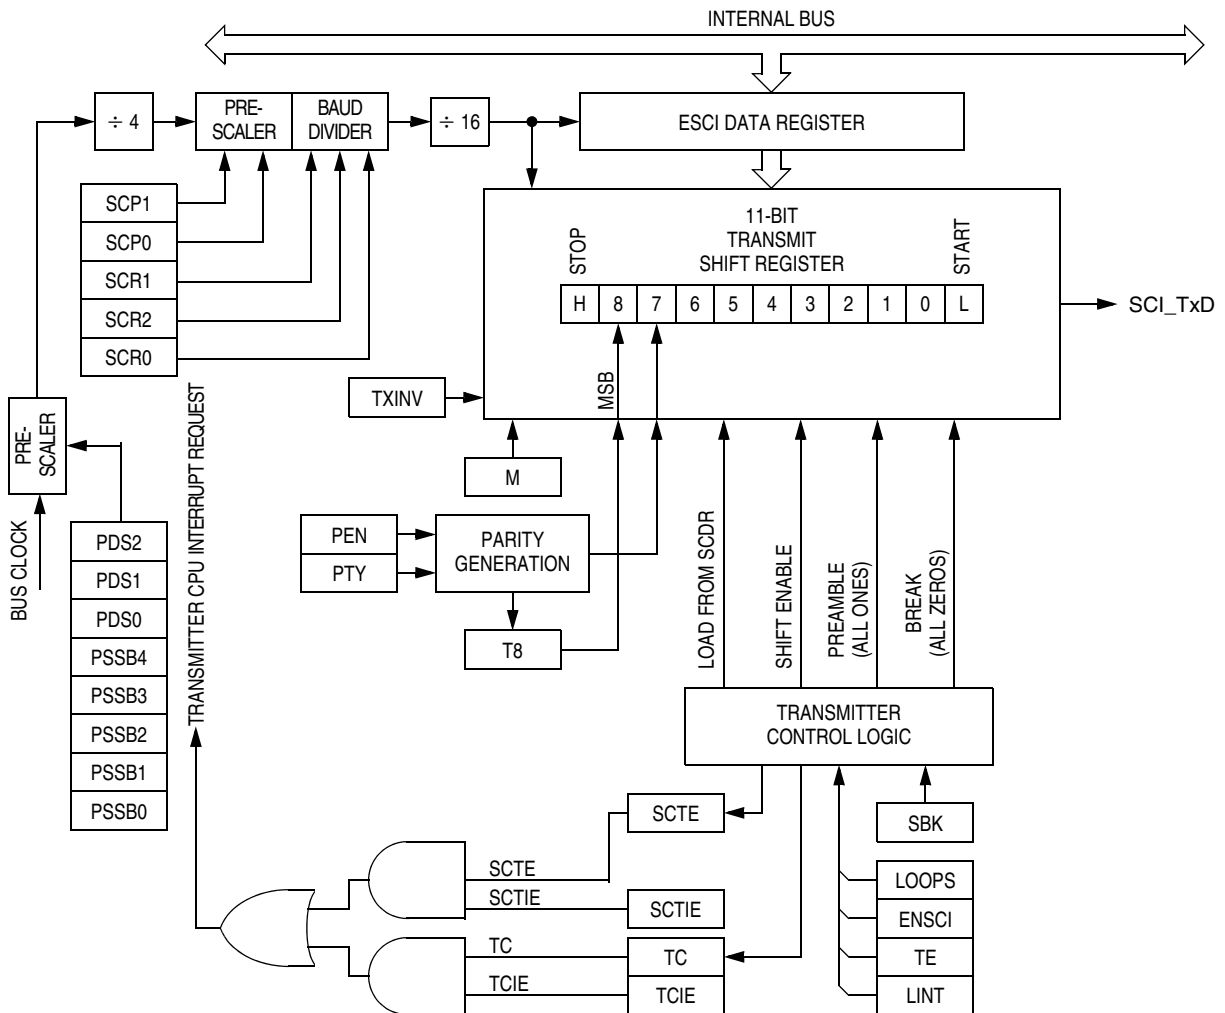 INTERNAL BUS
÷ 4
PRE-
SCALER
BAUD
DIVIDER
÷ 16
ESCI DATA REGISTER
SCP1
SCP0
SCR1
SCR2
SCR0
11-BIT
TRANSMIT
SHIFT REGISTER
STOP
START
H 8 7 6 5 4 3 2 1 0 L
SCI_TxD
MSB
TXINV
M
PRE-
SCALER
BUS CLOCK
PDS2
PDS1
PDS0
PSSB4
PSSB3
PSSB2
PSSB1
PSSB0
TRANSMITTER CPU INTERRUPT REQUEST
PEN
PTY
PARITY
GENERATION
T8
LOAD FROM SCDR
SHIFT ENABLE
PREAMBLE
(ALL ONES)
BREAK
(ALL ZEROS)
TRANSMITTER
CONTROL LOGIC
SCTE
SBK
SCTE
SCTIE
SCTIE
TC
TC
TCIE
TCIE
LOOPS
ENSCI
TE
LINT